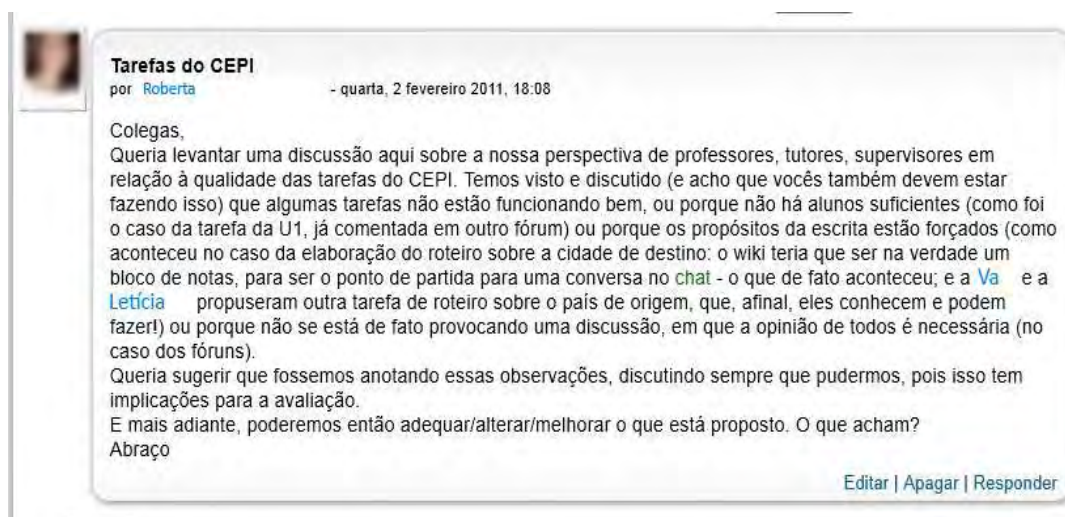 Tarefas do CEPI
por Roberta - quarta, 2 fevereiro 2011, 18:08
Colegas,
Queria levantar uma discussão aqui sobre a nossa perspectiva de professores, tutores, supervisores em
relação à qualidade das tarefas do CEPI. Temos visto e discutido (e acho que vocês também devem estar
fazendo isso) que algumas tarefas não estão funcionando bem, ou porque não há alunos suficientes (como foi
o caso da tarefa da U1, já comentada em outro fórum) ou porque os propósitos da escrita estão forçados (como
aconteceu no caso da elaboração do roteiro sobre a cidade de destino: o wiki teria que ser na verdade um
bloco de notas, para ser o ponto de partida para uma conversa no chat - o que de fato aconteceu; e a Va e a
Letícia propuseram outra tarefa de roteiro sobre o país de origem, que, afinal, eles conhecem e podem
fazer!) ou porque não se está de fato provocando uma discussão, em que a opinião de todos é necessária (no
caso dos fóruns).
Queria sugerir que fossemos anotando essas observações, discutindo sempre que pudermos, pois isso tem
implicações para a avaliação.
E mais adiante, poderemos então adequar/alterar/melhorar o que está proposto. O que acham?
Abraço
Editar | Apagar | Responder